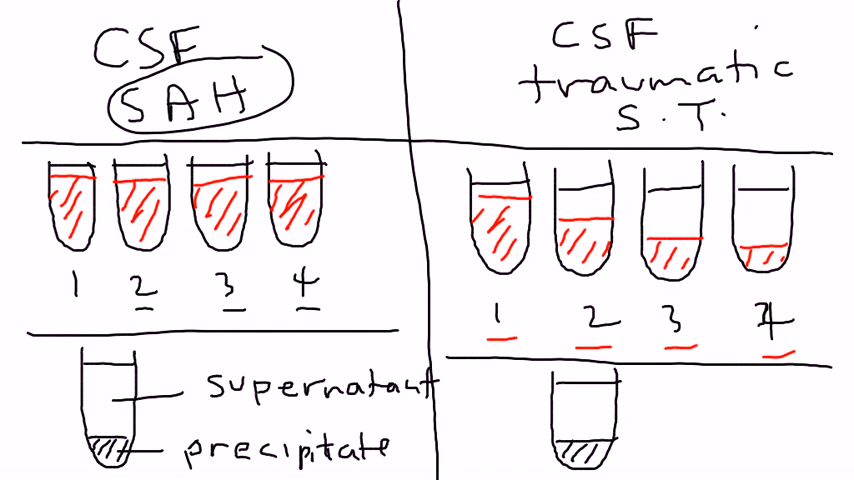 CSF
SAH
1 2 3 4
supernatant
precipitate
CSF
traumatic
S.T.
1 2 3 4